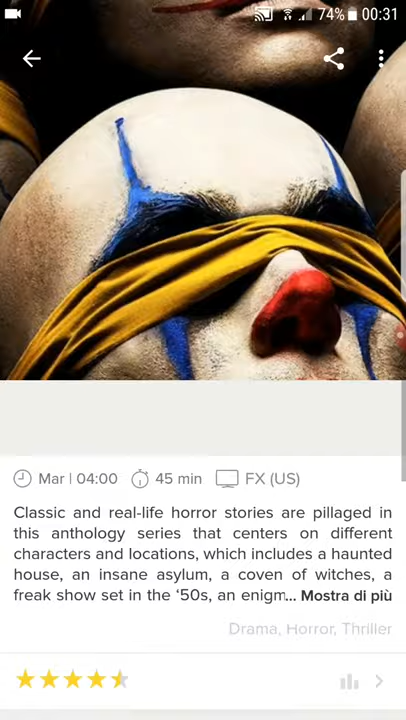 74% 00:31
Mar | 04:00 45 min FX (US)
Classic and real-life horror stories are pillaged in
this anthology series that centers on different
characters and locations, which includes a haunted
house, an insane asylum, a coven of witches, a
freak show set in the ‘50s, an enigm... Mostra di più
Drama, Horror, Thriller